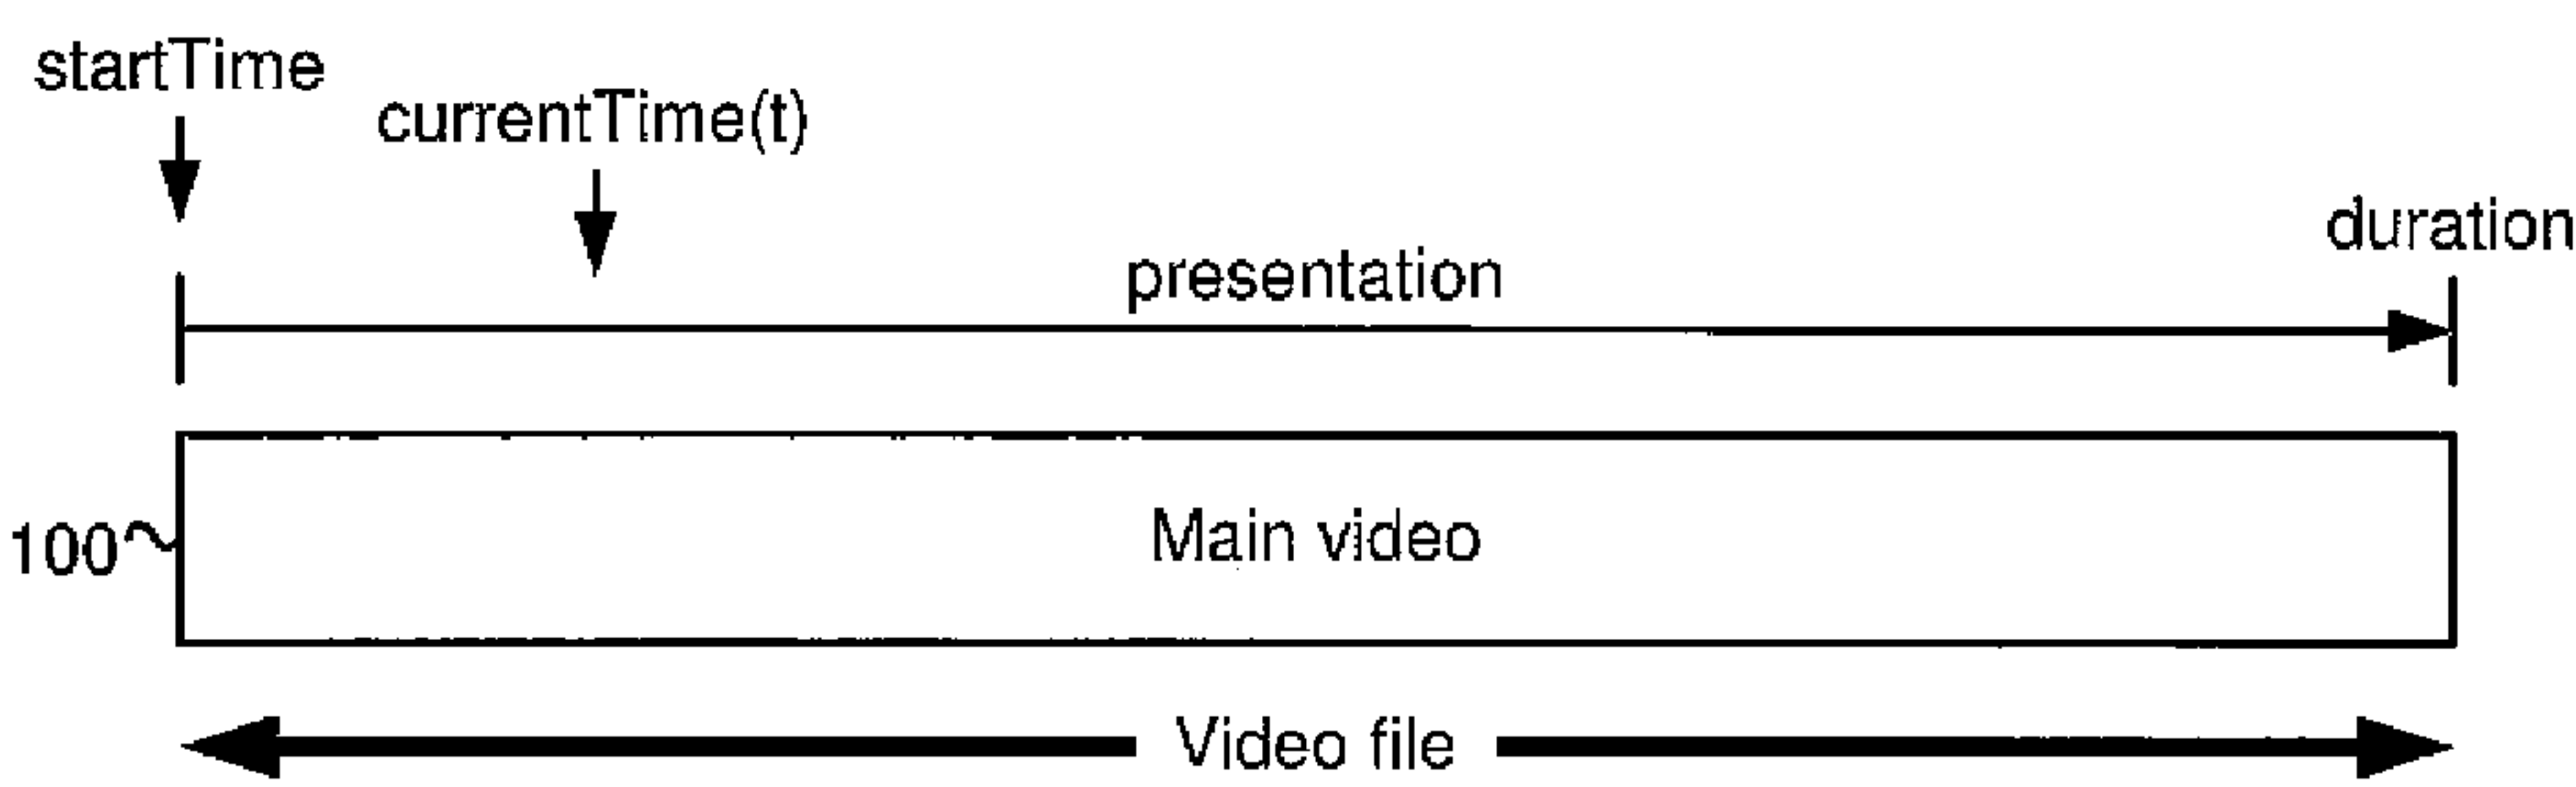 startTime
currentTime(t)
duration
presentation
100
Main video
Video file